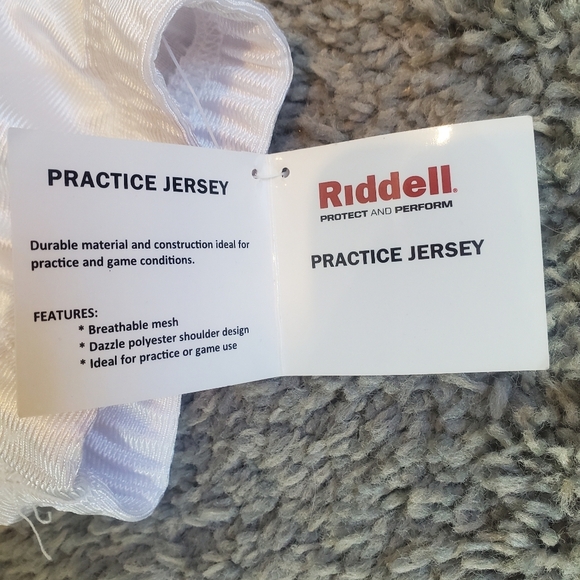 PRACTICE JERSEY
Durable material and construction ideal for
practice and game conditions.
FEATURES:
* Breathable mesh
* Dazzle polyester shoulder design
* Ideal for practice or game use
Riddell®
PROTECT AND PERFORM
PRACTICE JERSEY